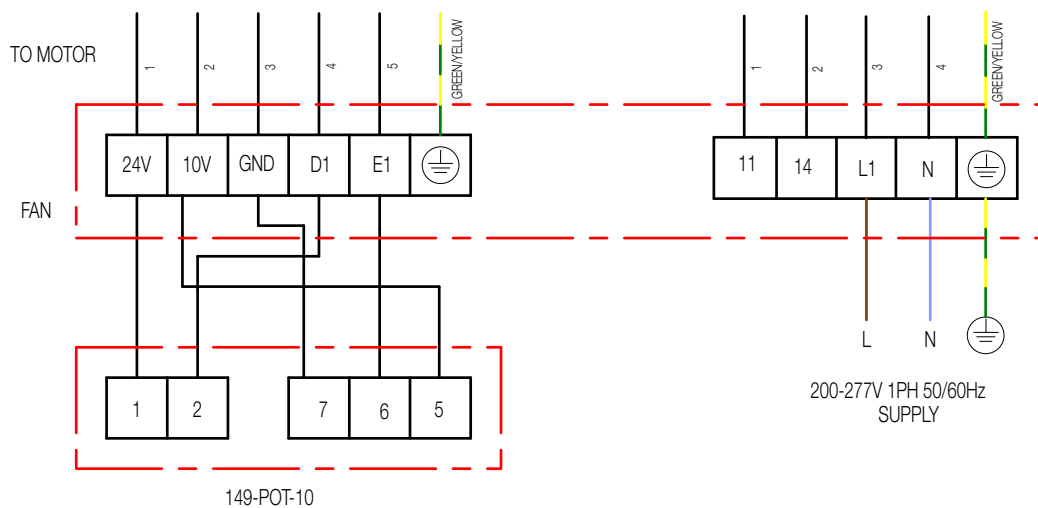 TO MOTOR
1
2
3
4
5
GREEN/YELLOW
1
2
3
4
GREEN/YELLOW
24V 10V GND D1 E1
11 14 L1 N
FAN
L N
1 2 7 6 5
200-277V 1PH 50/60Hz
SUPPLY
149-POT-10